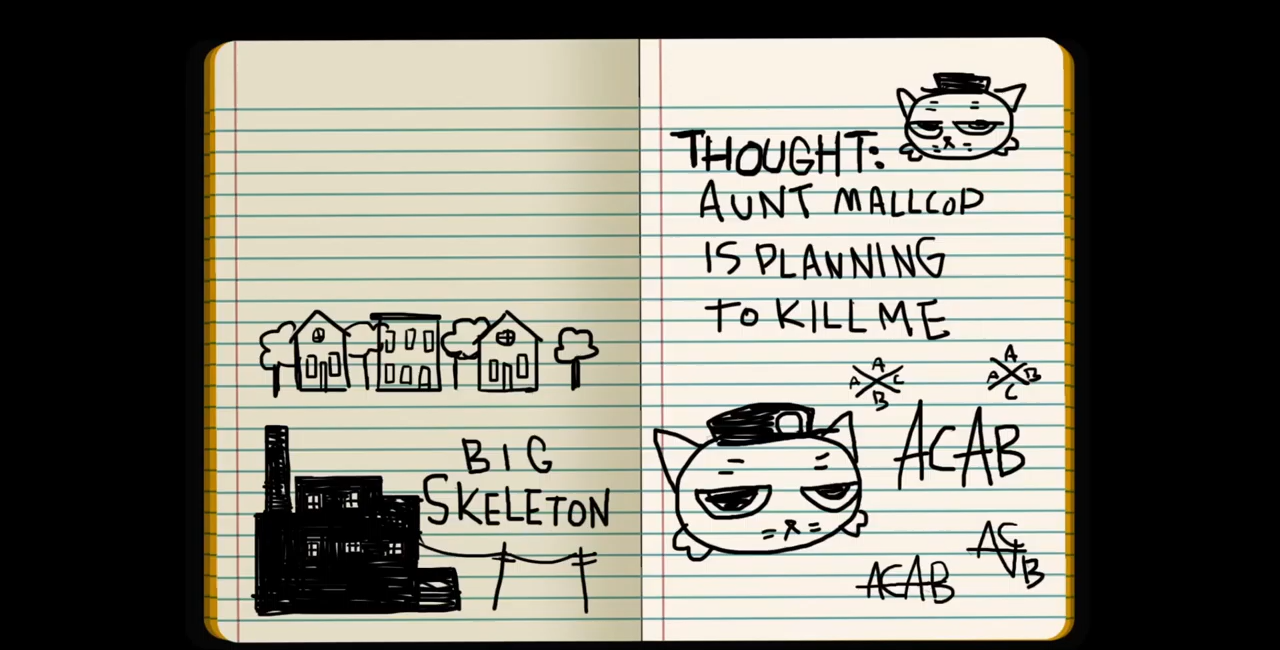 BIG
SKELETON
THOUGHT:
AUNT MALLCOP
IS PLANNING
TO KILL ME
A
A C
B
A
A B
C
ACAB
ACAB
ACAB